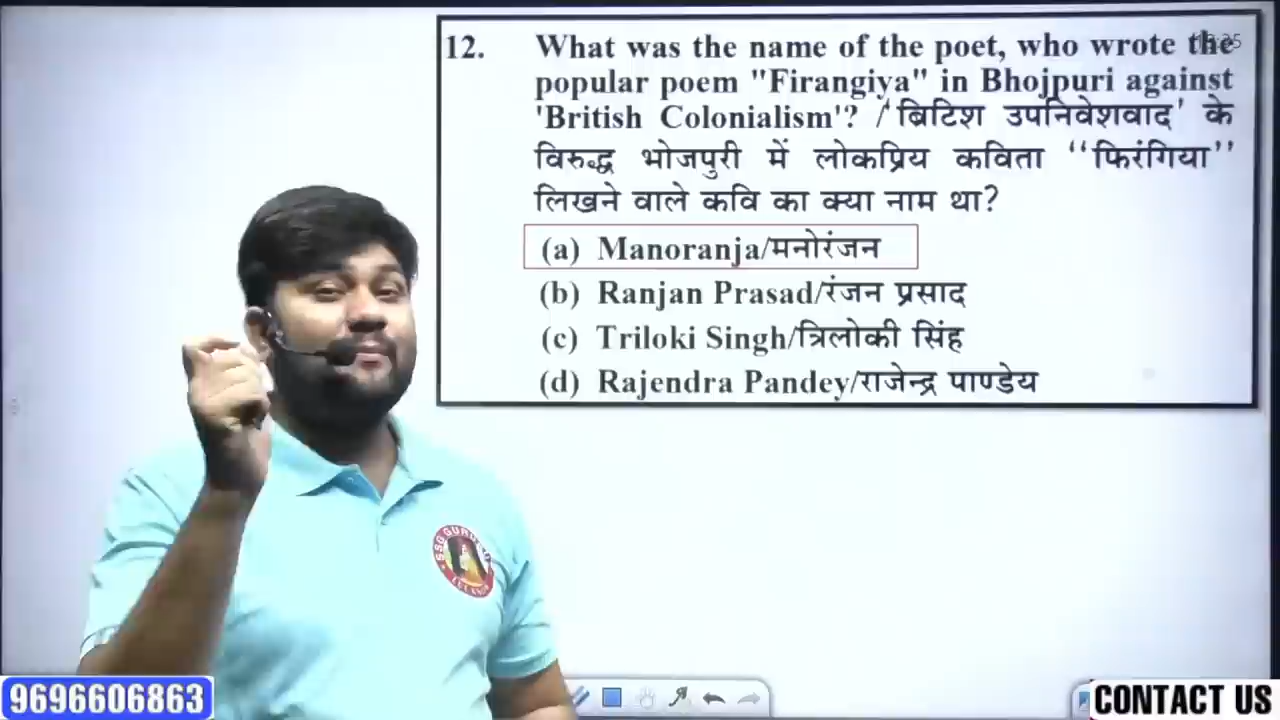 12. What was the name of the poet, who wrote the
popular poem "Firangiya" in Bhojpuri against
'British Colonialism'? /'ब्रिटिश उपनिवेशवाद' के
विरुद्ध भोजपुरी में लोकप्रिय कविता ‘‘फिरंगिया’’
लिखने वाले कवि का क्या नाम था?
(a) Manoranja/मनोरंजन
(b) Ranjan Prasad/रंजन प्रसाद
(c) Triloki Singh/त्रिलोकी सिंह
(d) Rajendra Pandey/राजेन्द्र पाण्डेय
SSG GURUKUL
9696606863
CONTACT US